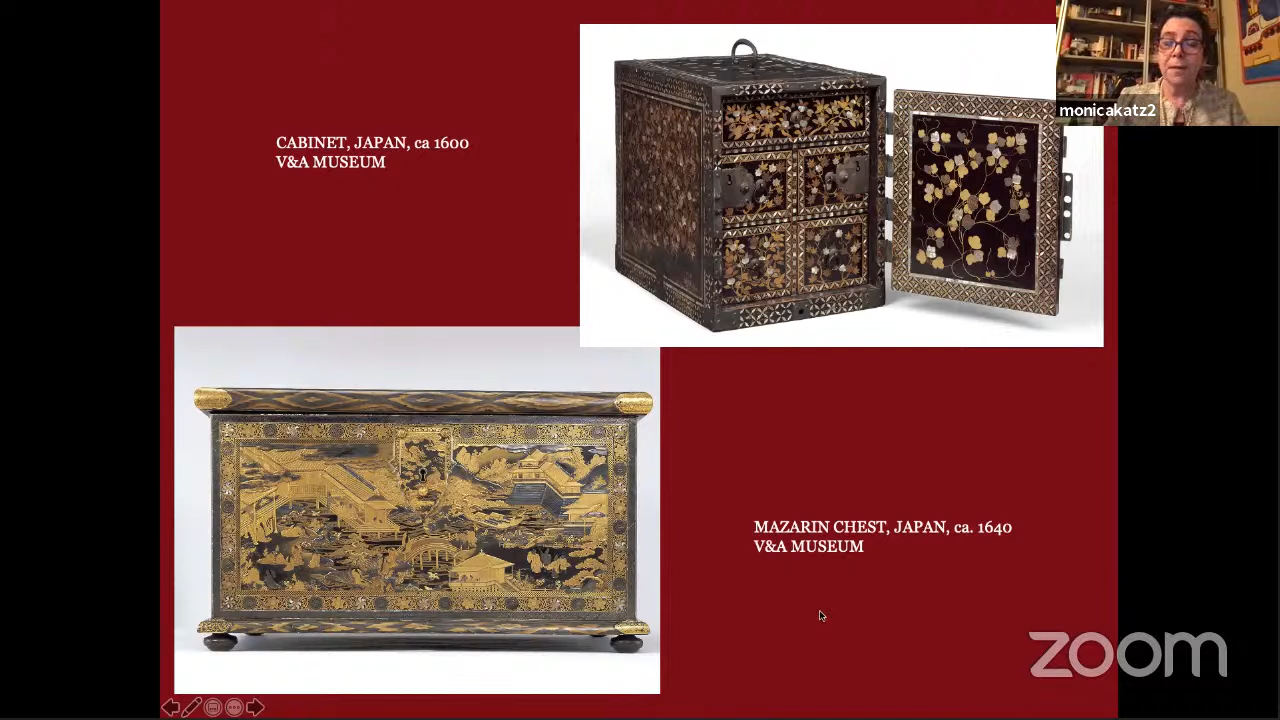 CABINET, JAPAN, ca 1600
V&A MUSEUM
monicakatz2
MAZARIN CHEST, JAPAN, ca. 1640
V&A MUSEUM
zoom